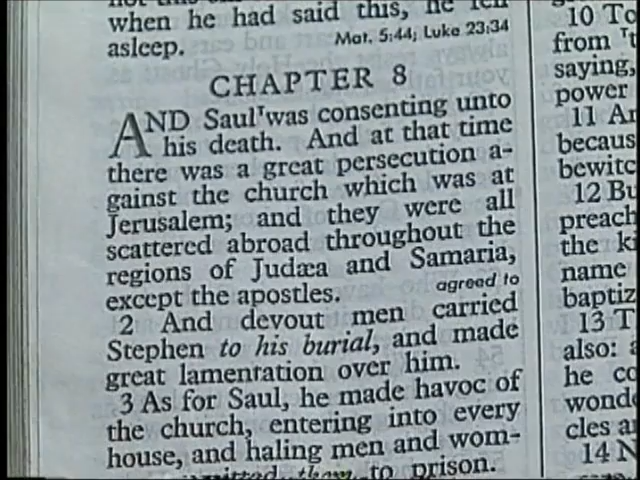 when he had said this, he fell
asleep. Mat. 5:44; Luke 23:34
CHAPTER 8
AND Saul ʳwas consenting unto
his death. And at that time
there was a great persecution a-
gainst the church which was at
Jerusalem; and they were all
scattered abroad throughout the
regions of Judæa and Samaria,
except the apostles. agreed to
2 And devout men carried
Stephen to his burial, and made
great lamentation over him.
3 As for Saul, he made havoc of
the church, entering into every
house, and haling men and wom-
them to prison.
10 To
from
saying,
power
11 An
becaus
bewitc
12 Bu
preach
the k
name
baptiz
13 T
also:
he co
wond
cles a
14 N